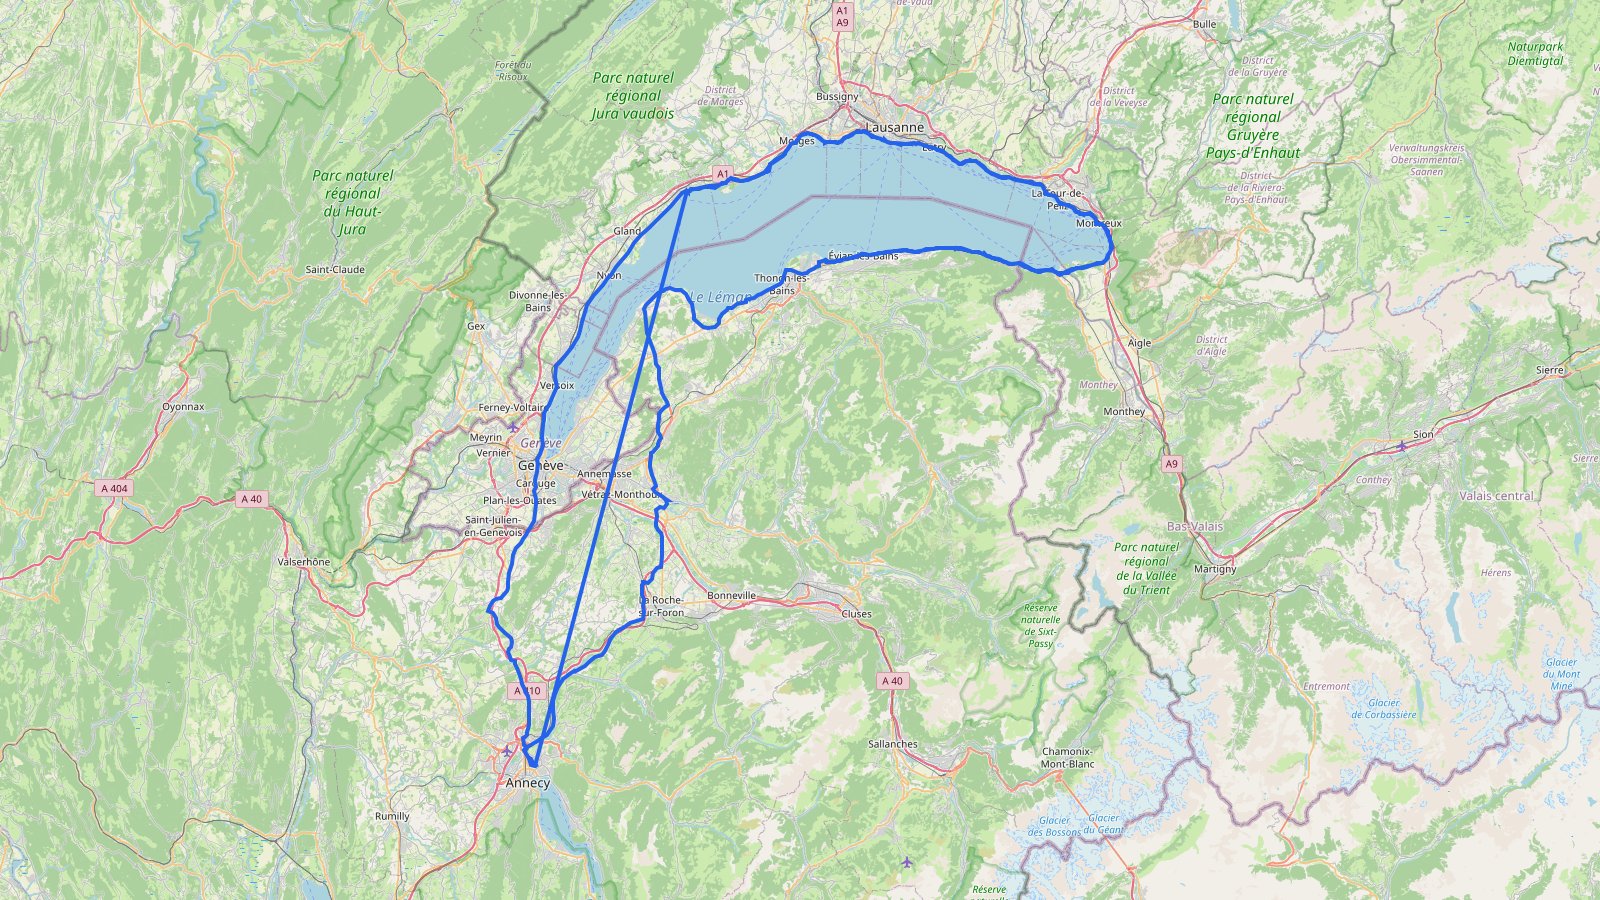 de-Vaud
A1
A9
Bulle
Naturpark
Diemtigtal
Forêt du
Risoux
District
de la Gruyère
Parc naturel
régional
Jura vaudois
District
de Morges
Bussigny
District
de la Veveyse
Parc naturel
régional
Gruyère
Pays-d'Enhaut
Lausanne
Morges
Lutry
Verwaltungskreis
Obersimmental-
Saanen
Parc naturel
régional
du Haut-
Jura
A1
District
de la Riviera-
Pays-d'Enhaut
La Tour-de-
Peilz
Montreux
Gland
Évian-les-Bains
Saint-Claude
Nyon
Thonon-les-
Bains
Divonne-les-
Bains
Le Léman
Gex
Aigle
District
d'Aigle
Sierre
Versoix
Monthey
Oyonnax
Ferney-Voltaire
Monthey
Meyrin
Vernier
Genève
Sion
Genève
A9
Sierre
Annemasse
Carouge
Conthey
A 404
A 40
Plan-les-Ouates
Vétraz-Monthoux
Valais central
Saint-Julien-
en-Genevois
Bas-Valais
Valserhône
Parc naturel
régional
de la Vallée
du Trient
Martigny
Hérens
La Roche-
sur-Foron
Bonneville
Cluses
Réserve
naturelle
de Sixt-
Passy
Glacier
du Mont
Miné
A 410
A 40
Entremont
Glacier
de Corbassière
Sallanches
Chamonix-
Mont-Blanc
Annecy
Rumilly
Glacier
des Bossons
Glacier
du Géant
Réserve